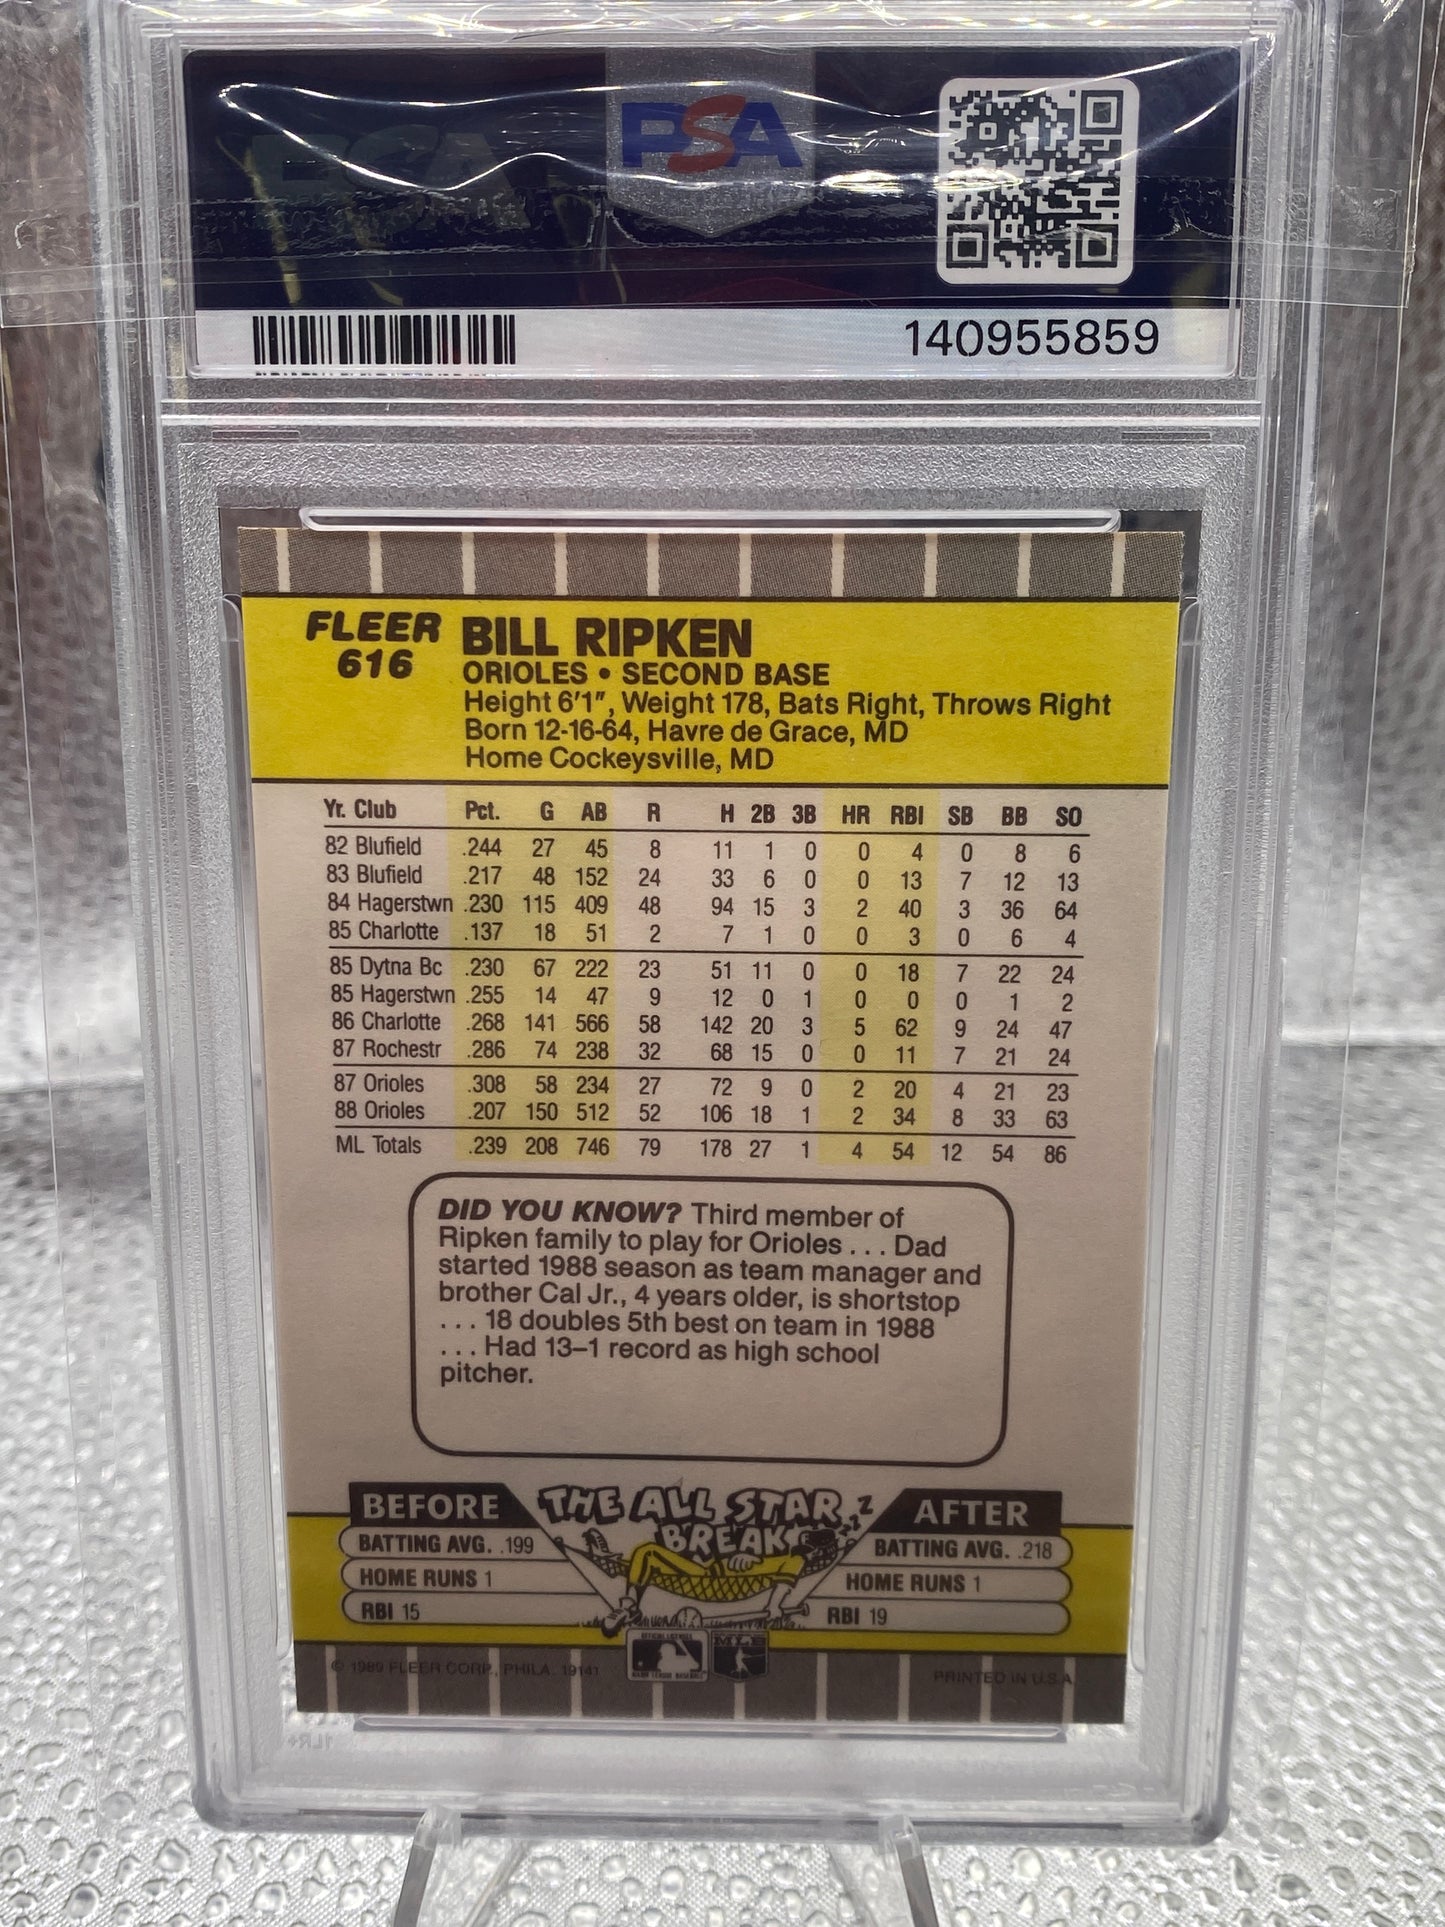 PSA
140955859
FLEER
616
BILL RIPKEN
ORIOLES • SECOND BASE
Height 6'1", Weight 178, Bats Right, Throws Right
Born 12-16-64, Havre de Grace, MD
Home Cockeysville, MD
Yr. Club Pct. G AB R H 2B 3B HR RBI SB BB SO
82 Blufield .244 27 45 8 11 1 0 0 4 0 8 6
83 Blufield .217 48 152 24 33 6 0 0 13 7 12 13
84 Hagerstwn .230 115 409 48 94 15 3 2 40 3 36 64
85 Charlotte .137 18 51 2 7 1 0 0 3 0 6 4
85 Dytna Bc .230 67 222 23 51 11 0 0 18 7 22 24
85 Hagerstwn .255 14 47 9 12 0 1 0 0 0 1 2
86 Charlotte .268 141 566 58 142 20 3 5 62 9 24 47
87 Rochestr .286 74 238 32 68 15 0 0 11 7 21 24
87 Orioles .308 58 234 27 72 9 0 2 20 4 21 23
88 Orioles .207 150 512 52 106 18 1 2 34 8 33 63
ML Totals .239 208 746 79 178 27 1 4 54 12 54 86
DID YOU KNOW? Third member of
Ripken family to play for Orioles . . . Dad
started 1988 season as team manager and
brother Cal Jr., 4 years older, is shortstop
. . . 18 doubles 5th best on team in 1988
. . . Had 13–1 record as high school
pitcher.
THE ALL STAR
BREAK
Z Z Z Z
BEFORE
BATTING AVG. .199
HOME RUNS 1
RBI 15
AFTER
BATTING AVG. .218
HOME RUNS 1
RBI 19
© 1989 FLEER CORP., PHILA. 19141
MLB
PRINTED IN U.S.A.